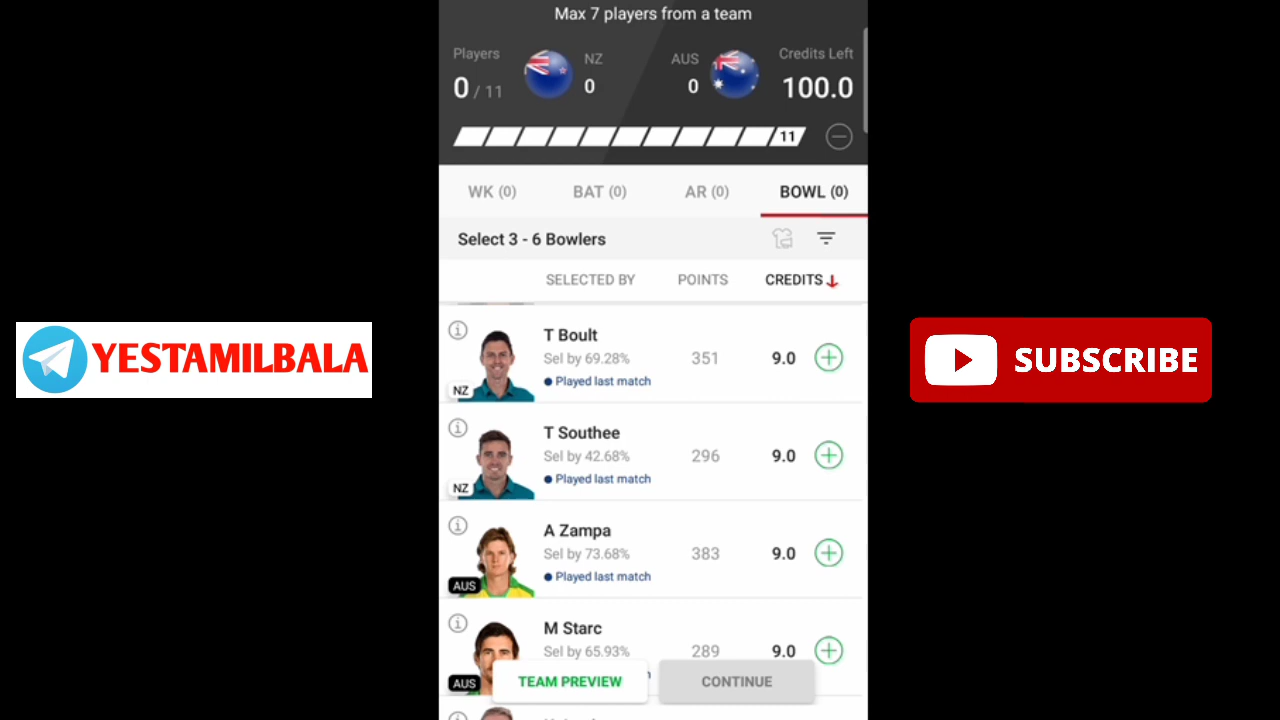 Max 7 players from a team
Players
NZ
AUS
Credits Left
0 / 11
0
0
100.0
11
WK (0)
BAT (0)
AR (0)
BOWL (0)
Select 3 - 6 Bowlers
SELECTED BY
POINTS
CREDITS
T Boult
Sel by 69.28%
351
9.0
Played last match
NZ
YESTAMILBALA
SUBSCRIBE
T Southee
Sel by 42.68%
296
9.0
Played last match
NZ
A Zampa
Sel by 73.68%
383
9.0
Played last match
AUS
M Starc
Sel by 65.93%
289
9.0
AUS
TEAM PREVIEW
CONTINUE